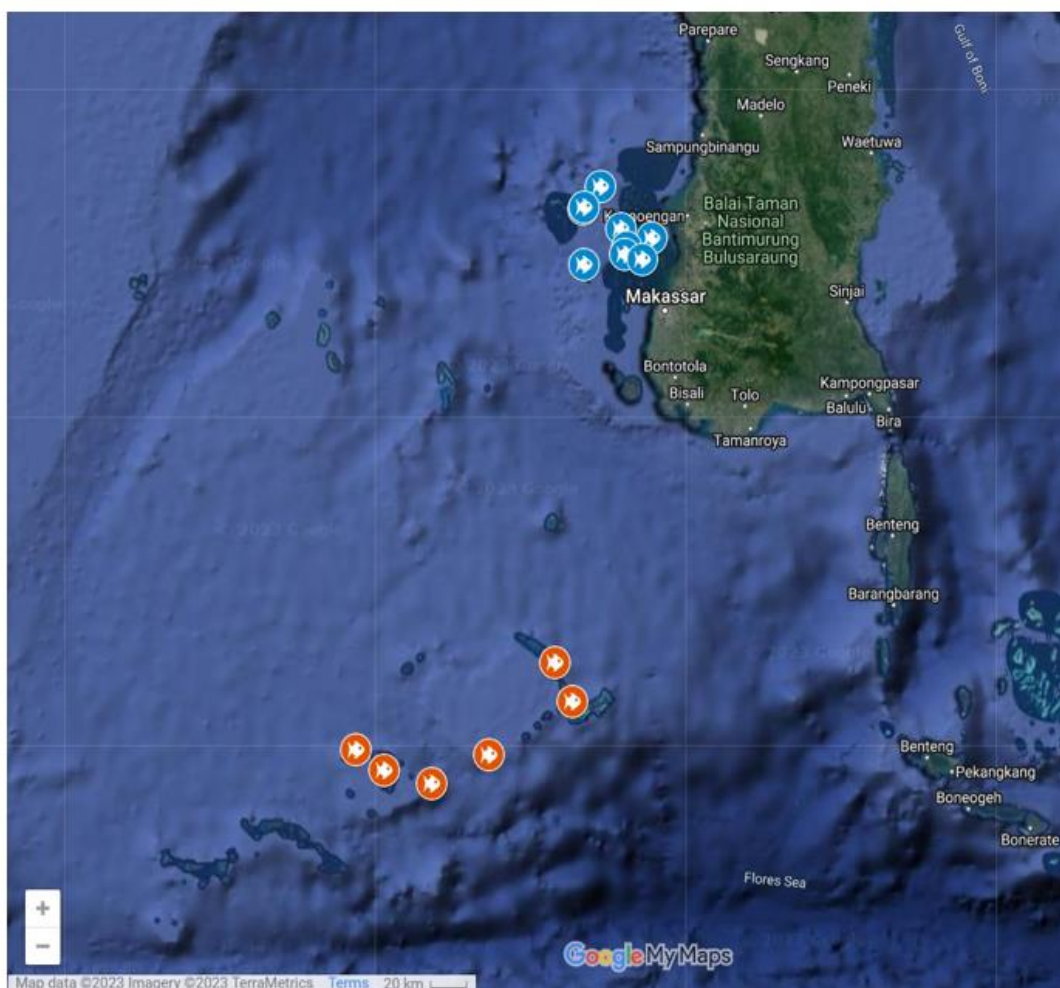 Parepare
Sengkang
Gulf of Boni
Peneki
Madelo
Sampungbinangu
Waetuwa
Balai Taman
Nasional
Bantimurung
Bulusaraung
Makassar
Sinjai
Bontotola
Kampongpasar
Bisali
Tolo
Balulu
Bira
Tamanroya
Benteng
Barangbarang
Benteng
Pekangkang
Boneogeh
Bonerate
Flores Sea
+
−
Google My Maps
Map data ©2023 Imagery ©2023 TerraMetrics Terms 20 km